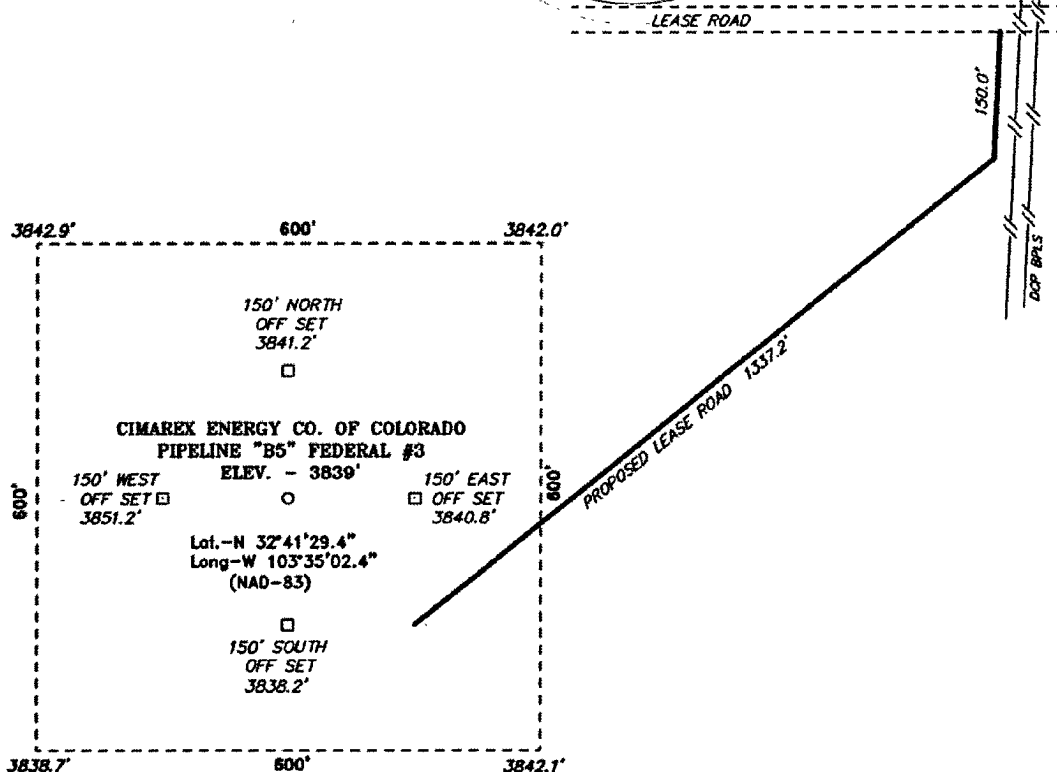 LEASE ROAD
150.0'
DCP BPLS
3842.9'
600'
3842.0'
150' NORTH
OFF SET
3841.2'
PROPOSED LEASE ROAD 1337.2'
CIMAREX ENERGY CO. OF COLORADO
PIPELINE "B5" FEDERAL #3
ELEV. - 3839'
150' WEST
OFF SET
3851.2'
150' EAST
OFF SET
3840.8'
600'
600'
Lat.-N 32°41'29.4"
Long-W 103°35'02.4"
(NAD-83)
150' SOUTH
OFF SET
3838.2'
3838.7'
600'
3842.1'